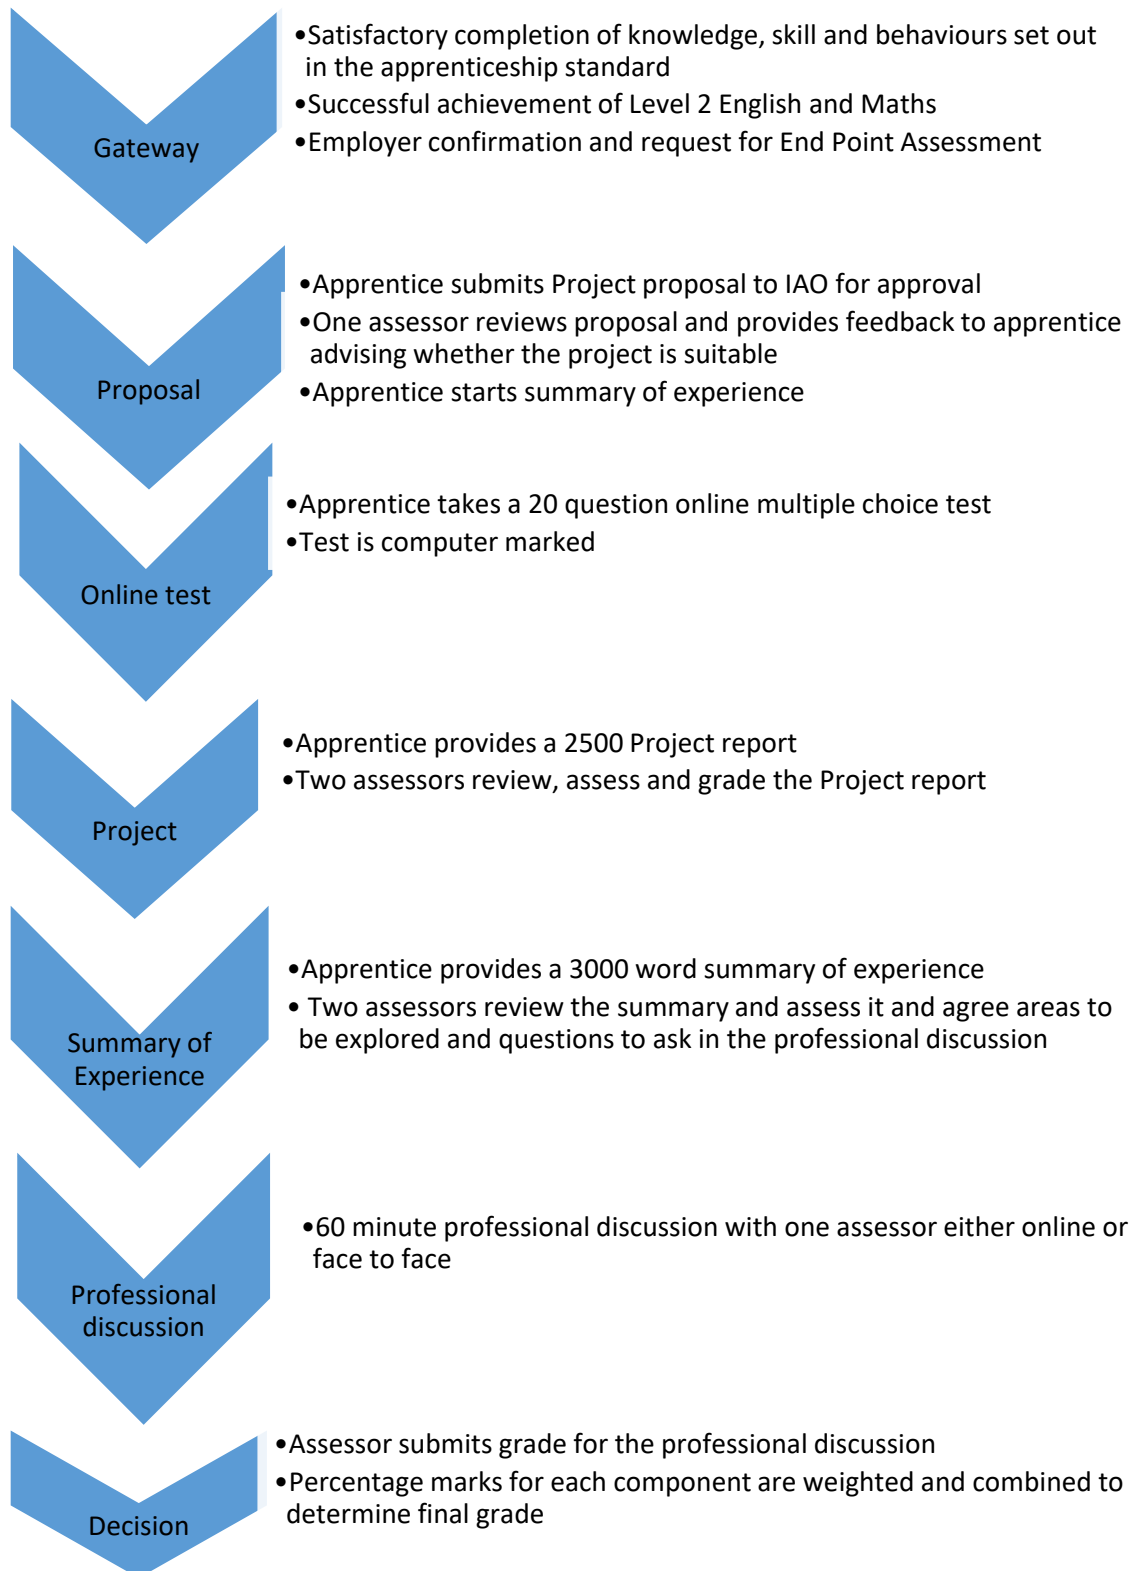 Gateway
•Satisfactory completion of knowledge, skill and behaviours set out
in the apprenticeship standard
•Successful achievement of Level 2 English and Maths
•Employer confirmation and request for End Point Assessment
Proposal
•Apprentice submits Project proposal to IAO for approval
•One assessor reviews proposal and provides feedback to apprentice
advising whether the project is suitable
•Apprentice starts summary of experience
Online test
•Apprentice takes a 20 question online multiple choice test
•Test is computer marked
Project
•Apprentice provides a 2500 Project report
•Two assessors review, assess and grade the Project report
Summary of
Experience
•Apprentice provides a 3000 word summary of experience
• Two assessors review the summary and assess it and agree areas to
be explored and questions to ask in the professional discussion
Professional
discussion
•60 minute professional discussion with one assessor either online or
face to face
Decision
•Assessor submits grade for the professional discussion
•Percentage marks for each component are weighted and combined to
determine final grade